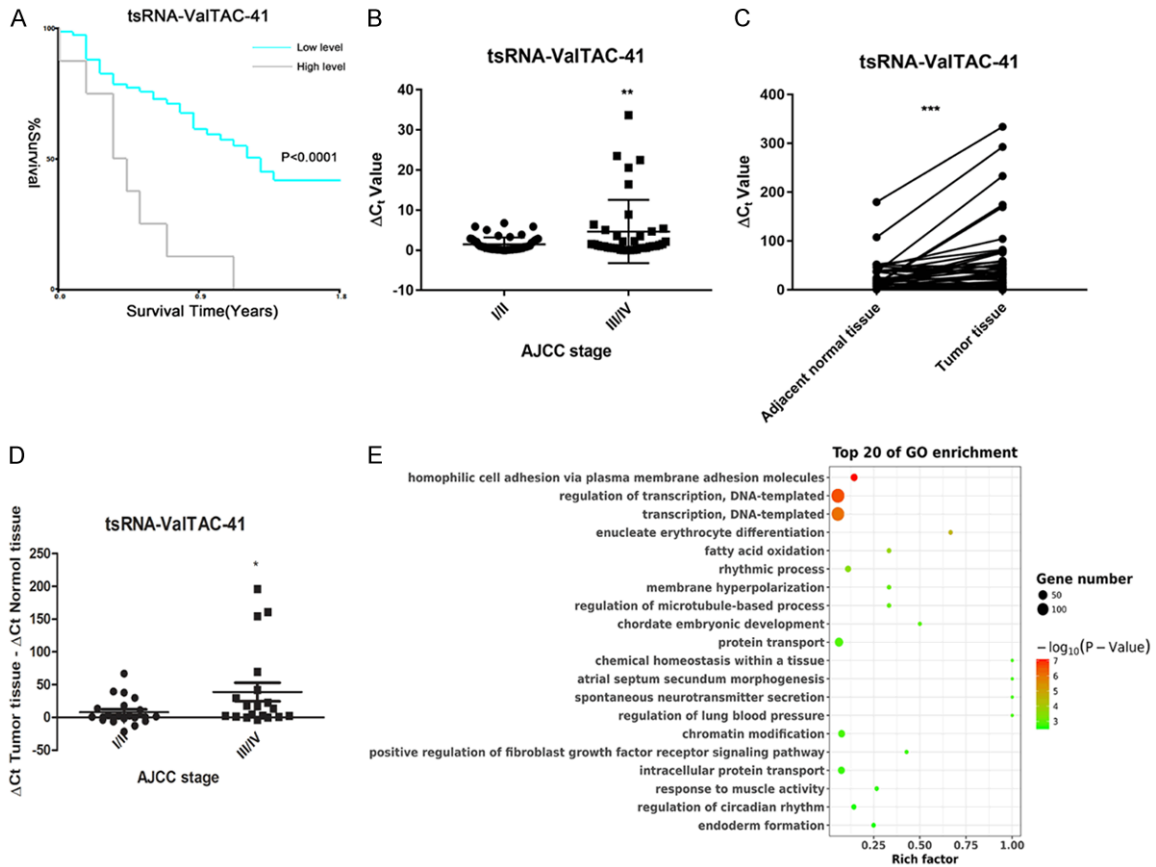 A
tsRNA-ValTAC-41
100
50
0
%Survival
Low level
High level
P<0.0001
0.0
0.9
1.8
Survival Time(Years)
B
tsRNA-ValTAC-41
**
40
30
20
10
0
-10
ΔCt Value
I/II
III/IV
AJCC stage
C
tsRNA-ValTAC-41
***
400
300
200
100
0
ΔCt Value
Adjacent normal tissue
Tumor tissue
D
tsRNA-ValTAC-41
*
250
200
150
100
50
0
-50
ΔCt Tumor tissue - ΔCt Normol tissue
I/II
III/IV
AJCC stage
E
Top 20 of GO enrichment
homophilic cell adhesion via plasma membrane adhesion molecules
regulation of transcription, DNA-templated
transcription, DNA-templated
enucleate erythrocyte differentiation
fatty acid oxidation
rhythmic process
membrane hyperpolarization
regulation of microtubule-based process
chordate embryonic development
protein transport
chemical homeostasis within a tissue
atrial septum secundum morphogenesis
spontaneous neurotransmitter secretion
regulation of lung blood pressure
chromatin modification
positive regulation of fibroblast growth factor receptor signaling pathway
intracellular protein transport
response to muscle activity
regulation of circadian rhythm
endoderm formation
0.25
0.50
0.75
1.00
Rich factor
Gene number
50
100
−log10(P−Value)
7
6
5
4
3